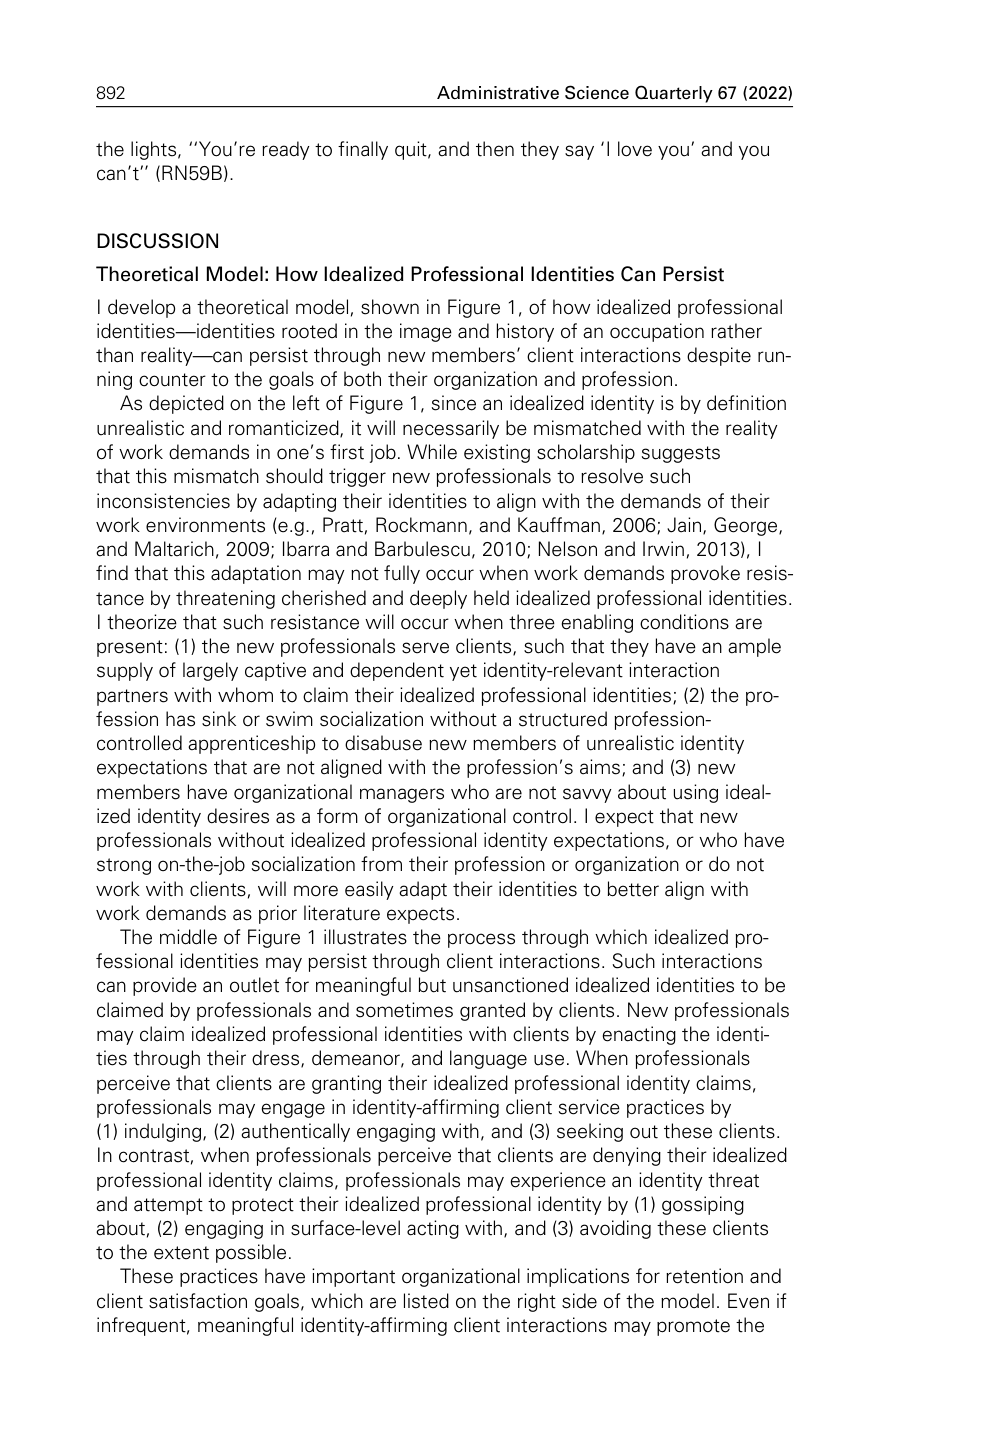 892
Administrative Science Quarterly 67 (2022)
the lights, ‘‘You’re ready to finally quit, and then they say ‘I love you’ and you
can’t’’ (RN59B).
DISCUSSION
Theoretical Model: How Idealized Professional Identities Can Persist
I develop a theoretical model, shown in Figure 1, of how idealized professional
identities—identities rooted in the image and history of an occupation rather
than reality—can persist through new members’ client interactions despite run-
ning counter to the goals of both their organization and profession.
As depicted on the left of Figure 1, since an idealized identity is by definition
unrealistic and romanticized, it will necessarily be mismatched with the reality
of work demands in one’s first job. While existing scholarship suggests
that this mismatch should trigger new professionals to resolve such
inconsistencies by adapting their identities to align with the demands of their
work environments (e.g., Pratt, Rockmann, and Kauffman, 2006; Jain, George,
and Maltarich, 2009; Ibarra and Barbulescu, 2010; Nelson and Irwin, 2013), I
find that this adaptation may not fully occur when work demands provoke resis-
tance by threatening cherished and deeply held idealized professional identities.
I theorize that such resistance will occur when three enabling conditions are
present: (1) the new professionals serve clients, such that they have an ample
supply of largely captive and dependent yet identity-relevant interaction
partners with whom to claim their idealized professional identities; (2) the pro-
fession has sink or swim socialization without a structured profession-
controlled apprenticeship to disabuse new members of unrealistic identity
expectations that are not aligned with the profession’s aims; and (3) new
members have organizational managers who are not savvy about using ideal-
ized identity desires as a form of organizational control. I expect that new
professionals without idealized professional identity expectations, or who have
strong on-the-job socialization from their profession or organization or do not
work with clients, will more easily adapt their identities to better align with
work demands as prior literature expects.
The middle of Figure 1 illustrates the process through which idealized pro-
fessional identities may persist through client interactions. Such interactions
can provide an outlet for meaningful but unsanctioned idealized identities to be
claimed by professionals and sometimes granted by clients. New professionals
may claim idealized professional identities with clients by enacting the identi-
ties through their dress, demeanor, and language use. When professionals
perceive that clients are granting their idealized professional identity claims,
professionals may engage in identity-affirming client service practices by
(1) indulging, (2) authentically engaging with, and (3) seeking out these clients.
In contrast, when professionals perceive that clients are denying their idealized
professional identity claims, professionals may experience an identity threat
and attempt to protect their idealized professional identity by (1) gossiping
about, (2) engaging in surface-level acting with, and (3) avoiding these clients
to the extent possible.
These practices have important organizational implications for retention and
client satisfaction goals, which are listed on the right side of the model. Even if
infrequent, meaningful identity-affirming client interactions may promote the